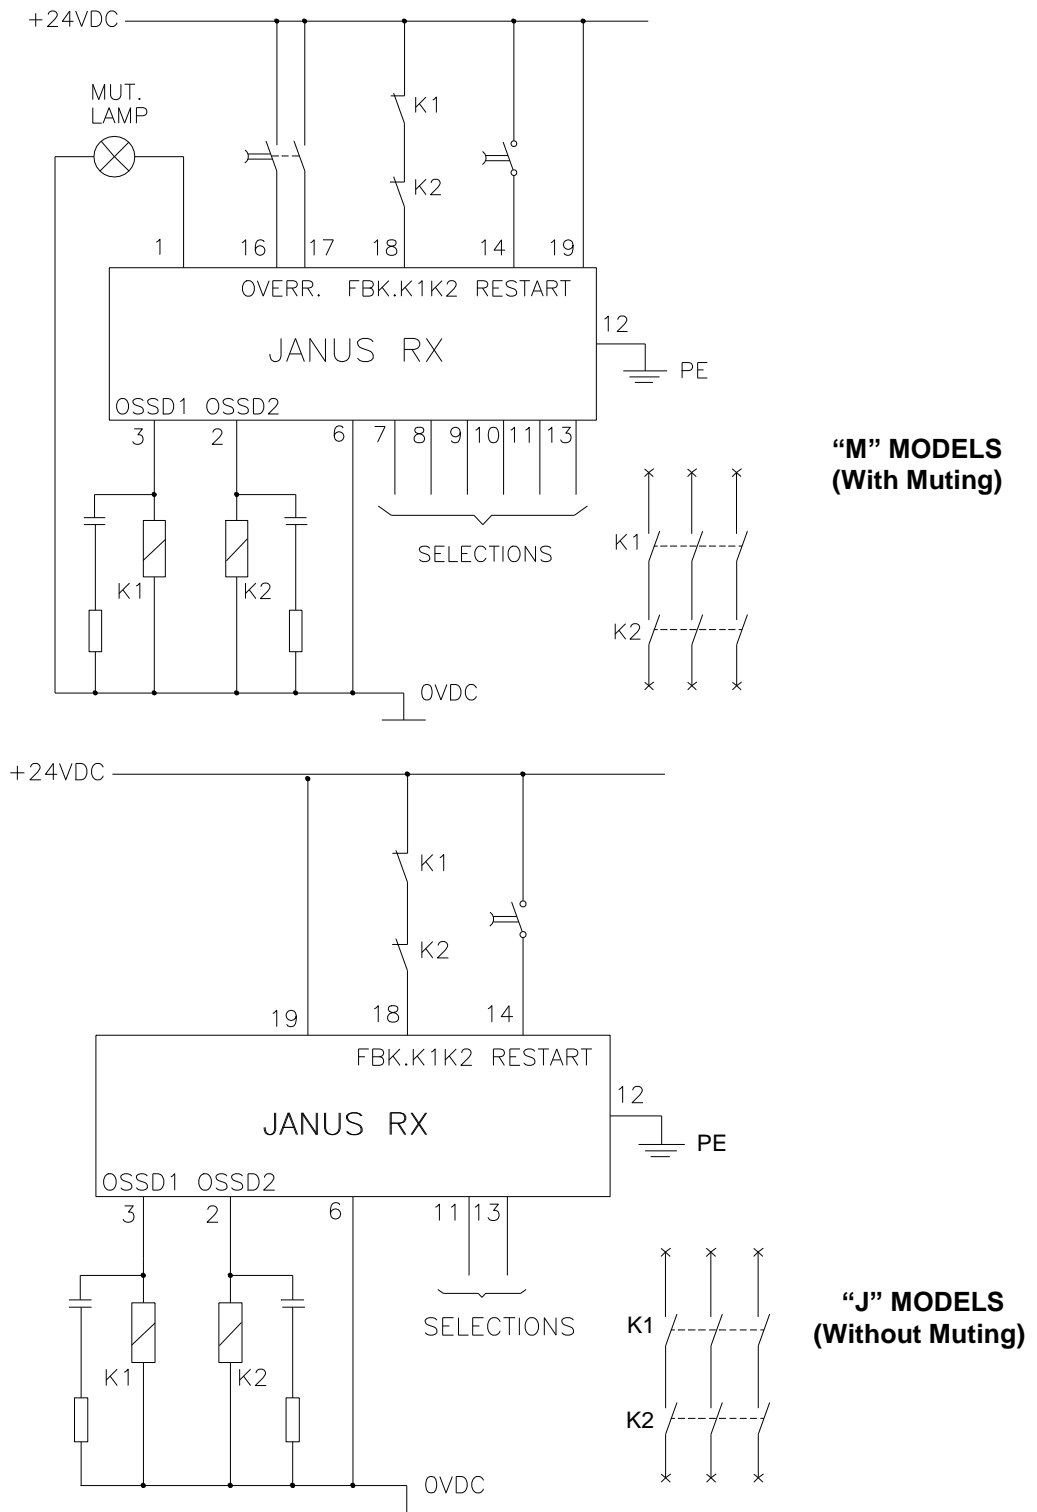 +24VDC
MUT.
LAMP
K1
K2
1 16 17 18 14 19
OVERR. FBK.K1K2 RESTART
12
JANUS RX
PE
OSSD1 OSSD2
3 2 6 7 8 9 10 11 13
"M" MODELS
(With Muting)
SELECTIONS
K1
K1 K2
K2
0VDC
+24VDC
K1
K2
19 18 14
FBK.K1K2 RESTART
12
JANUS RX
PE
OSSD1 OSSD2
3 2 6 11 13
"J" MODELS
(Without Muting)
SELECTIONS
K1
K1 K2
K2
0VDC